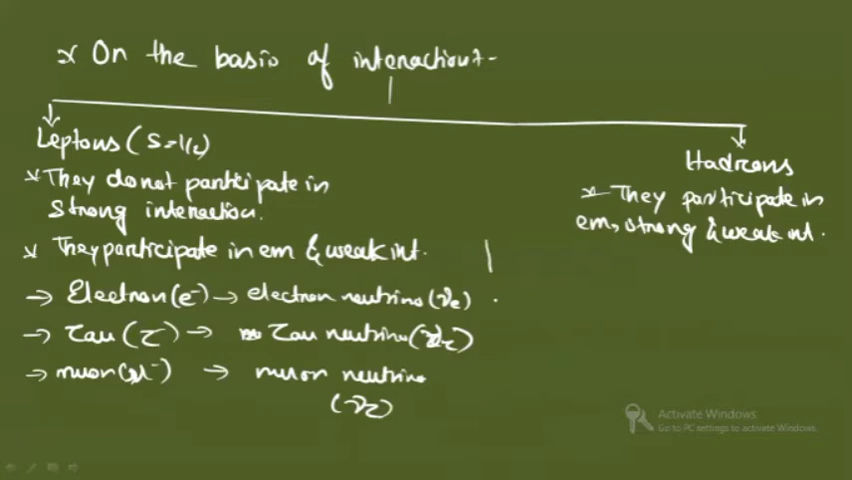 * On the basis of interactions-
Leptons (S=1/2)
* They do not participate in
strong interaction.
* They participate in em & weak int.
→ Electron(e⁻) → electron neutrino(νe)
→ Tau(τ) → Tau neutrino(ντ)
→ muon(μ⁻) → muon neutrino
(ντ)
Hadrons
* They participate in
em, strong & weak int.
Activate Windows
Go to PC settings to activate Windows.